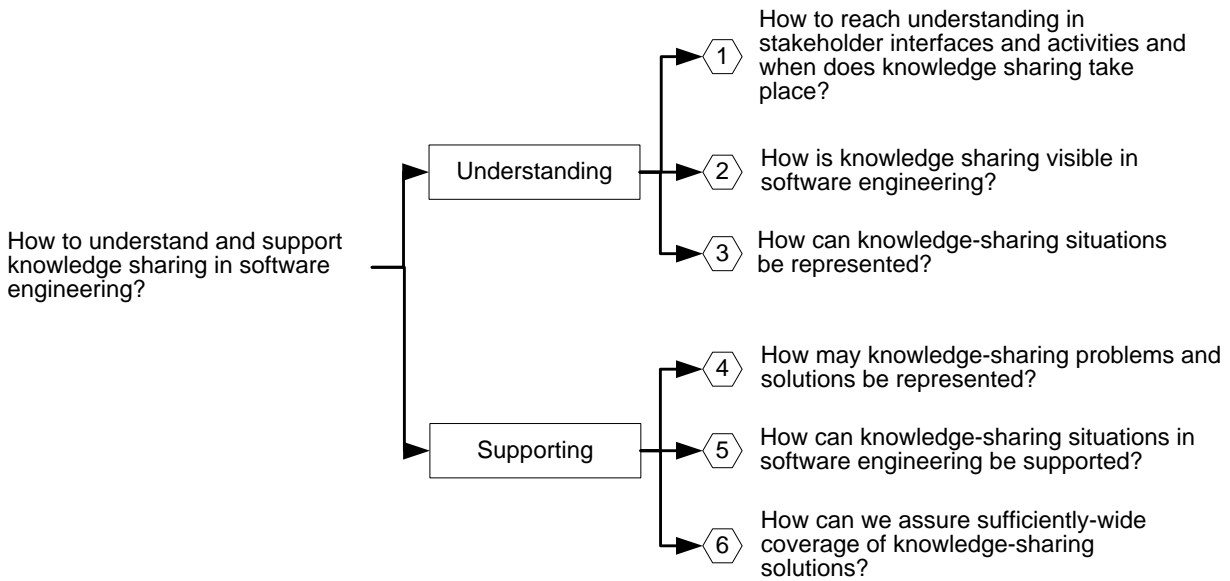 How to understand and support
knowledge sharing in software
engineering?
Understanding
1
How to reach understanding in
stakeholder interfaces and activities and
when does knowledge sharing take
place?
2
How is knowledge sharing visible in
software engineering?
3
How can knowledge-sharing situations
be represented?
Supporting
4
How may knowledge-sharing problems and
solutions be represented?
5
How can knowledge-sharing situations in
software engineering be supported?
6
How can we assure sufficiently-wide
coverage of knowledge-sharing
solutions?